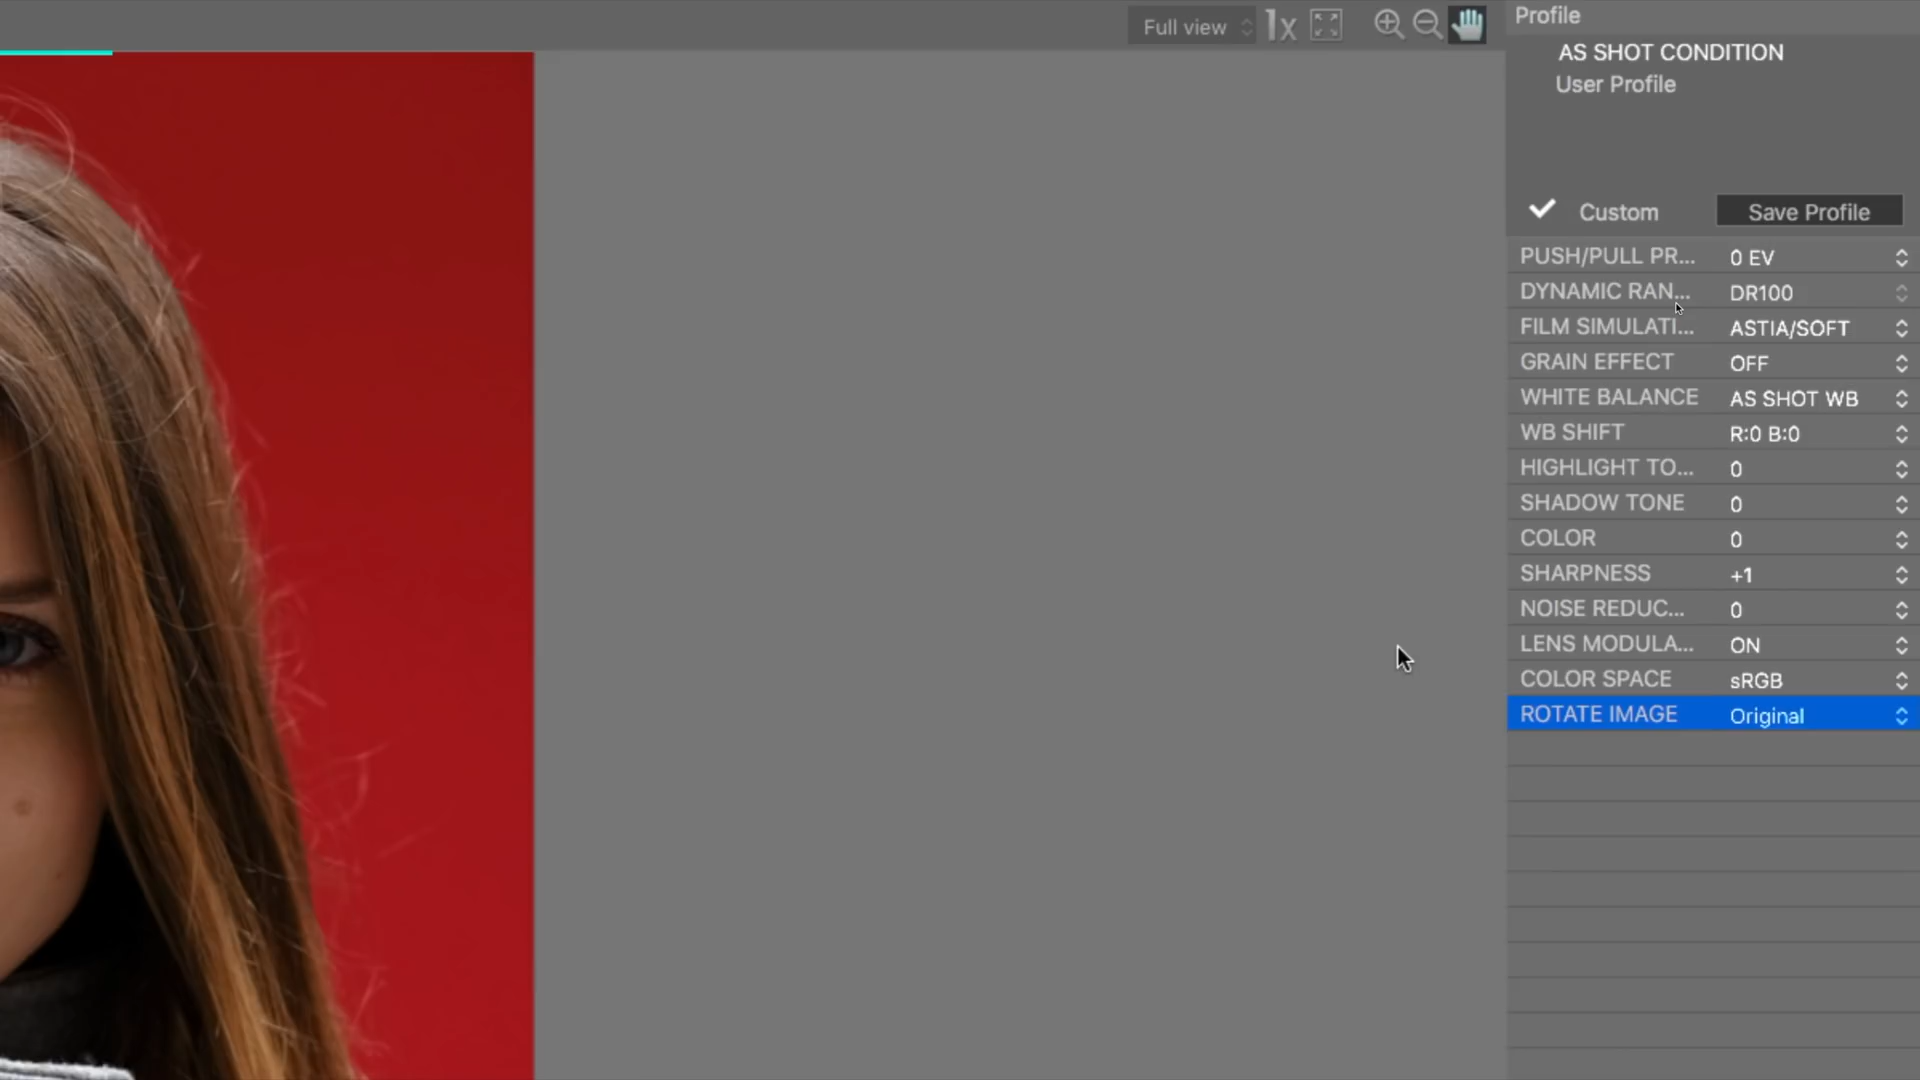 Full view
1x
Profile
AS SHOT CONDITION
User Profile
Custom
Save Profile
PUSH/PULL PR... 0 EV
DYNAMIC RAN... DR100
FILM SIMULATI... ASTIA/SOFT
GRAIN EFFECT OFF
WHITE BALANCE AS SHOT WB
WB SHIFT R:0 B:0
HIGHLIGHT TO... 0
SHADOW TONE 0
COLOR 0
SHARPNESS +1
NOISE REDUC... 0
LENS MODULA... ON
COLOR SPACE sRGB
ROTATE IMAGE Original